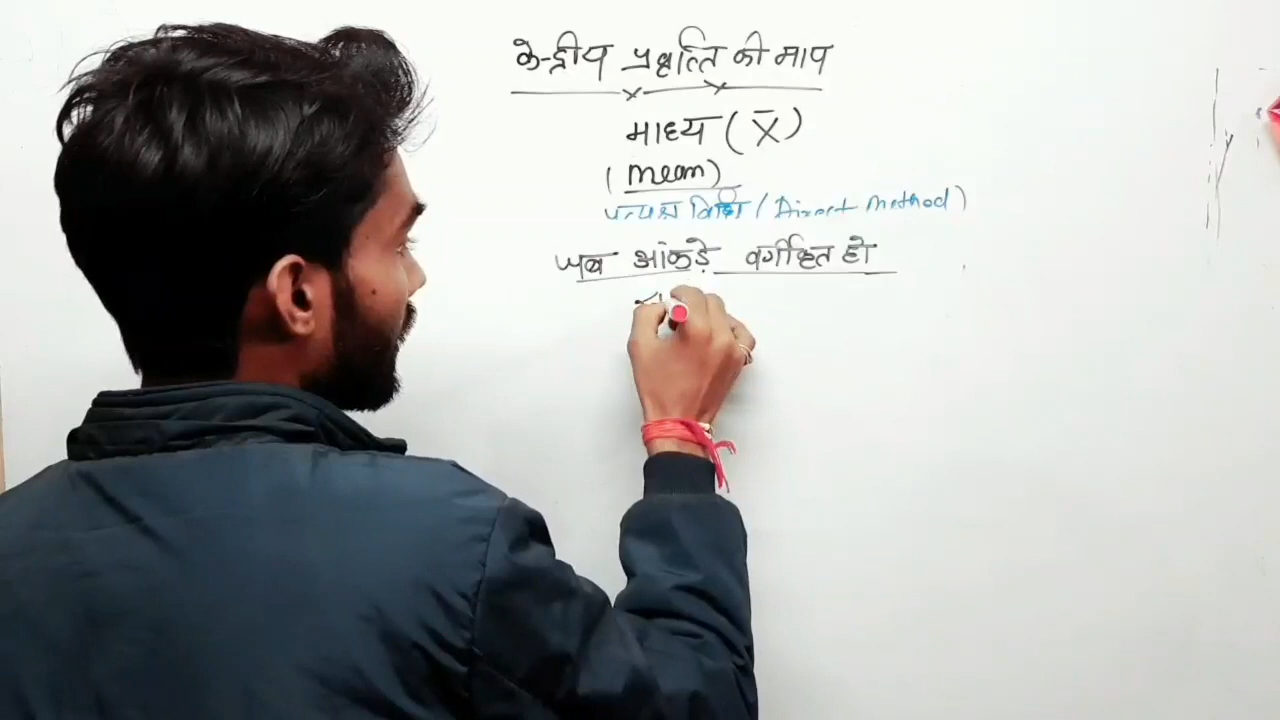 केन्द्रीय प्रवृत्ति की माप
माध्य ( X̄ )
( mean )
प्रत्यक्ष विधि ( Direct Method )
जब आंकड़े वर्गीकृत हो